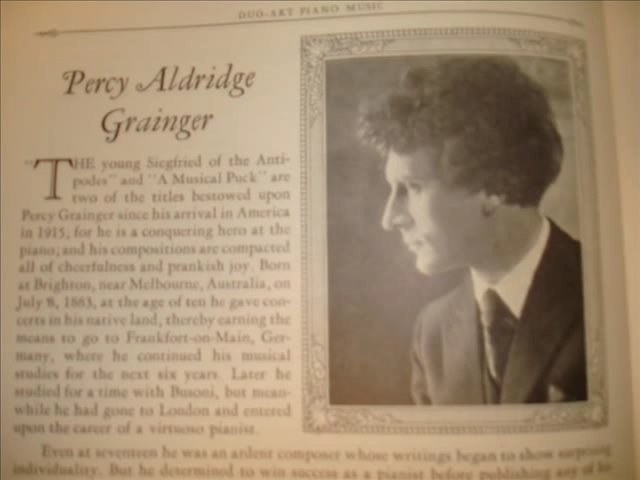 DUO-ART PIANO MUSIC
Percy Aldridge
Grainger
"THE young Siegfried of the Anti-
podes" and "A Musical Puck" are
two of the titles bestowed upon
Percy Grainger since his arrival in America
in 1915; for he is a conquering hero at the
piano; and his compositions are compacted
all of cheerfulness and prankish joy. Born
at Brighton, near Melbourne, Australia, on
July 8, 1883, at the age of ten he gave con-
certs in his native land, thereby earning the
means to go to Frankfort-on-Main, Ger-
many, where he continued his musical
studies for the next six years. Later he
studied for a time with Busoni, but mean-
while he had gone to London and entered
upon the career of a virtuoso pianist.
Even at seventeen he was an ardent composer whose writings began to show surprising
individuality. But he determined to win success as a pianist before publishing any of his